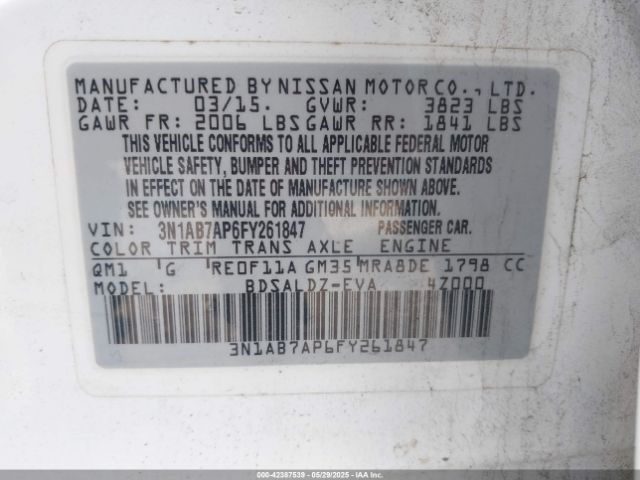 MANUFACTURED BY NISSAN MOTOR CO., LTD.
DATE: 03/15. GVWR: 3823 LBS
GAWR FR: 2006 LBS GAWR RR: 1841 LBS
THIS VEHICLE CONFORMS TO ALL APPLICABLE FEDERAL MOTOR
VEHICLE SAFETY, BUMPER AND THEFT PREVENTION STANDARDS
IN EFFECT ON THE DATE OF MANUFACTURE SHOWN ABOVE.
SEE OWNER'S MANUAL FOR ADDITIONAL INFORMATION.
VIN: 3N1AB7AP6FY261847 PASSENGER CAR.
COLOR TRIM TRANS AXLE ENGINE
QM1 G RE0F11A GM35 MRA8DE 1798 CC
MODEL: BDSALDZ-EVA 4Z000
3N1AB7AP6FY261847
000-42387539 - 05/29/2025 - IAA Holdings, LLC